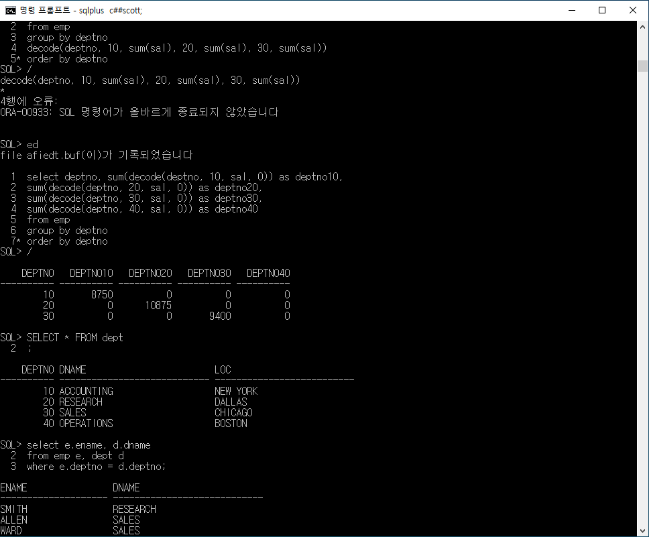 명령 프롬프트 - sqlplus  c##scott;
  2  from emp
  3  group by deptno
  4  decode(deptno, 10, sum(sal), 20, sum(sal), 30, sum(sal))
  5* order by deptno
SQL> /
decode(deptno, 10, sum(sal), 20, sum(sal), 30, sum(sal))
*
4행에 오류:
ORA-00933: SQL 명령어가 올바르게 종료되지 않았습니다
SQL> ed
file afiedt.buf(이)가 기록되었습니다
  1  select deptno, sum(decode(deptno, 10, sal, 0)) as deptno10,
  2  sum(decode(deptno, 20, sal, 0)) as deptno20,
  3  sum(decode(deptno, 30, sal, 0)) as deptno30,
  4  sum(decode(deptno, 40, sal, 0)) as deptno40
  5  from emp
  6  group by deptno
  7* order by deptno
SQL> /
    DEPTNO   DEPTNO10   DEPTNO20   DEPTNO30   DEPTNO40
---------- ---------- ---------- ---------- ----------
        10       8750          0          0          0
        20          0      10875          0          0
        30          0          0       9400          0
SQL> SELECT * FROM dept
  2  ;
    DEPTNO DNAME                        LOC
---------- ---------------------------- --------------------------
        10 ACCOUNTING                   NEW YORK
        20 RESEARCH                     DALLAS
        30 SALES                        CHICAGO
        40 OPERATIONS                   BOSTON
SQL> select e.ename, d.dname
  2  from emp e, dept d
  3  where e.deptno = d.deptno;
ENAME                DNAME
-------------------- ----------------------------
SMITH                RESEARCH
ALLEN                SALES
WARD                 SALES